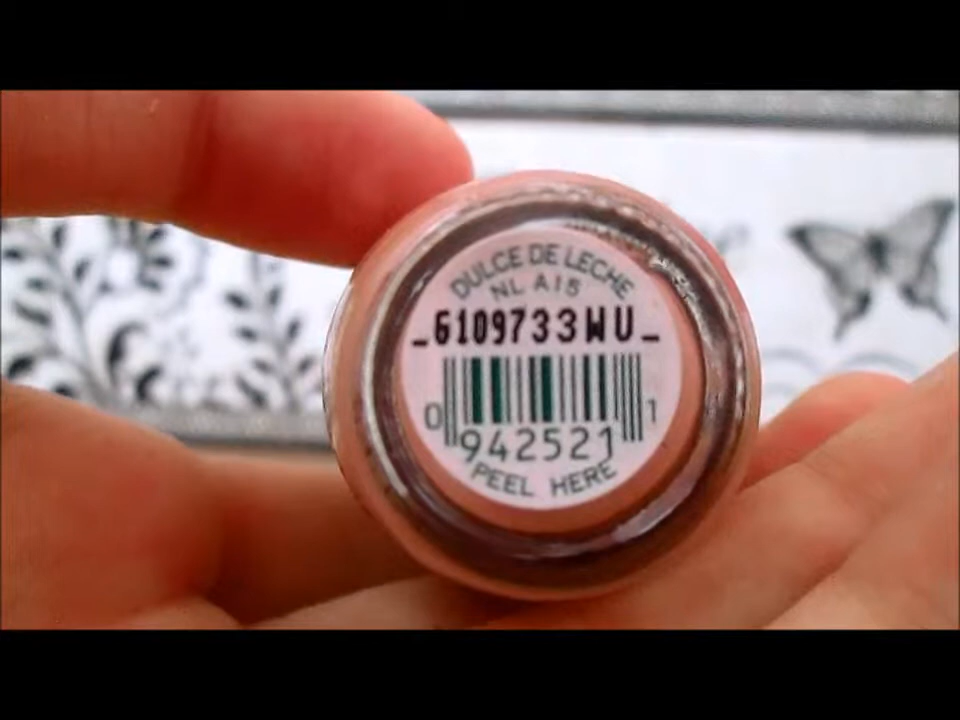 DULCE DE LECHE
NL A15
_6109733WU_
0 942521 1
PEEL HERE